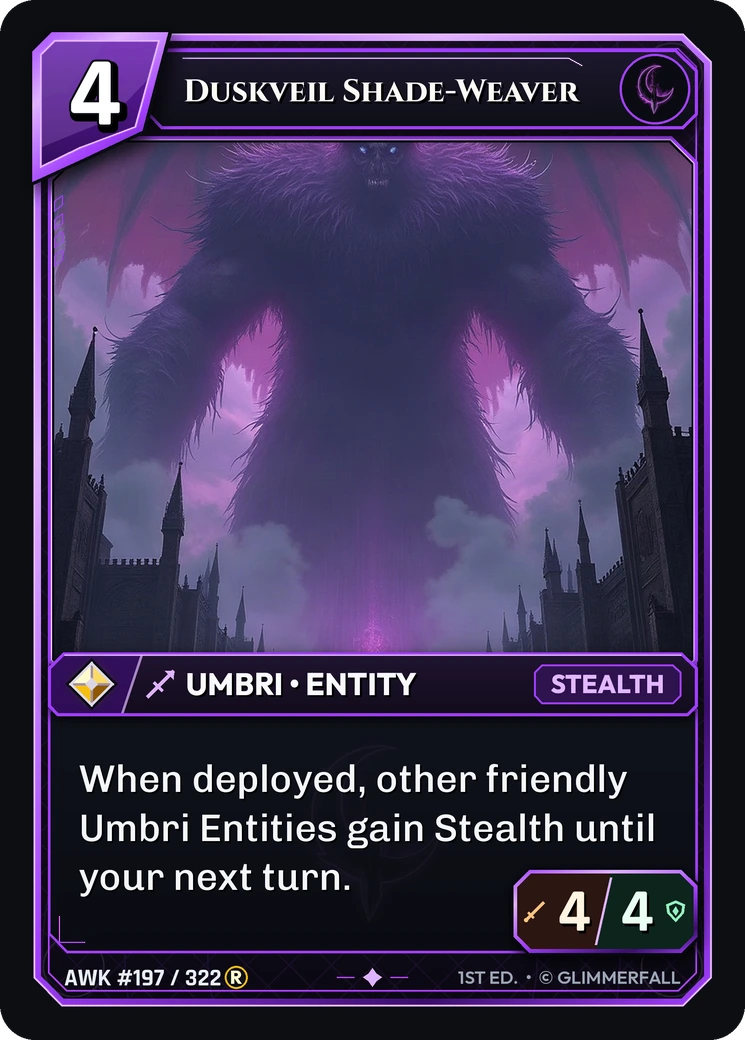 4
Duskveil Shade-Weaver
UMBRI • ENTITY
STEALTH
When deployed, other friendly
Umbri Entities gain Stealth until
your next turn.
4/4
AWK #197 / 322 R
1ST ED. • © GLIMMERFALL